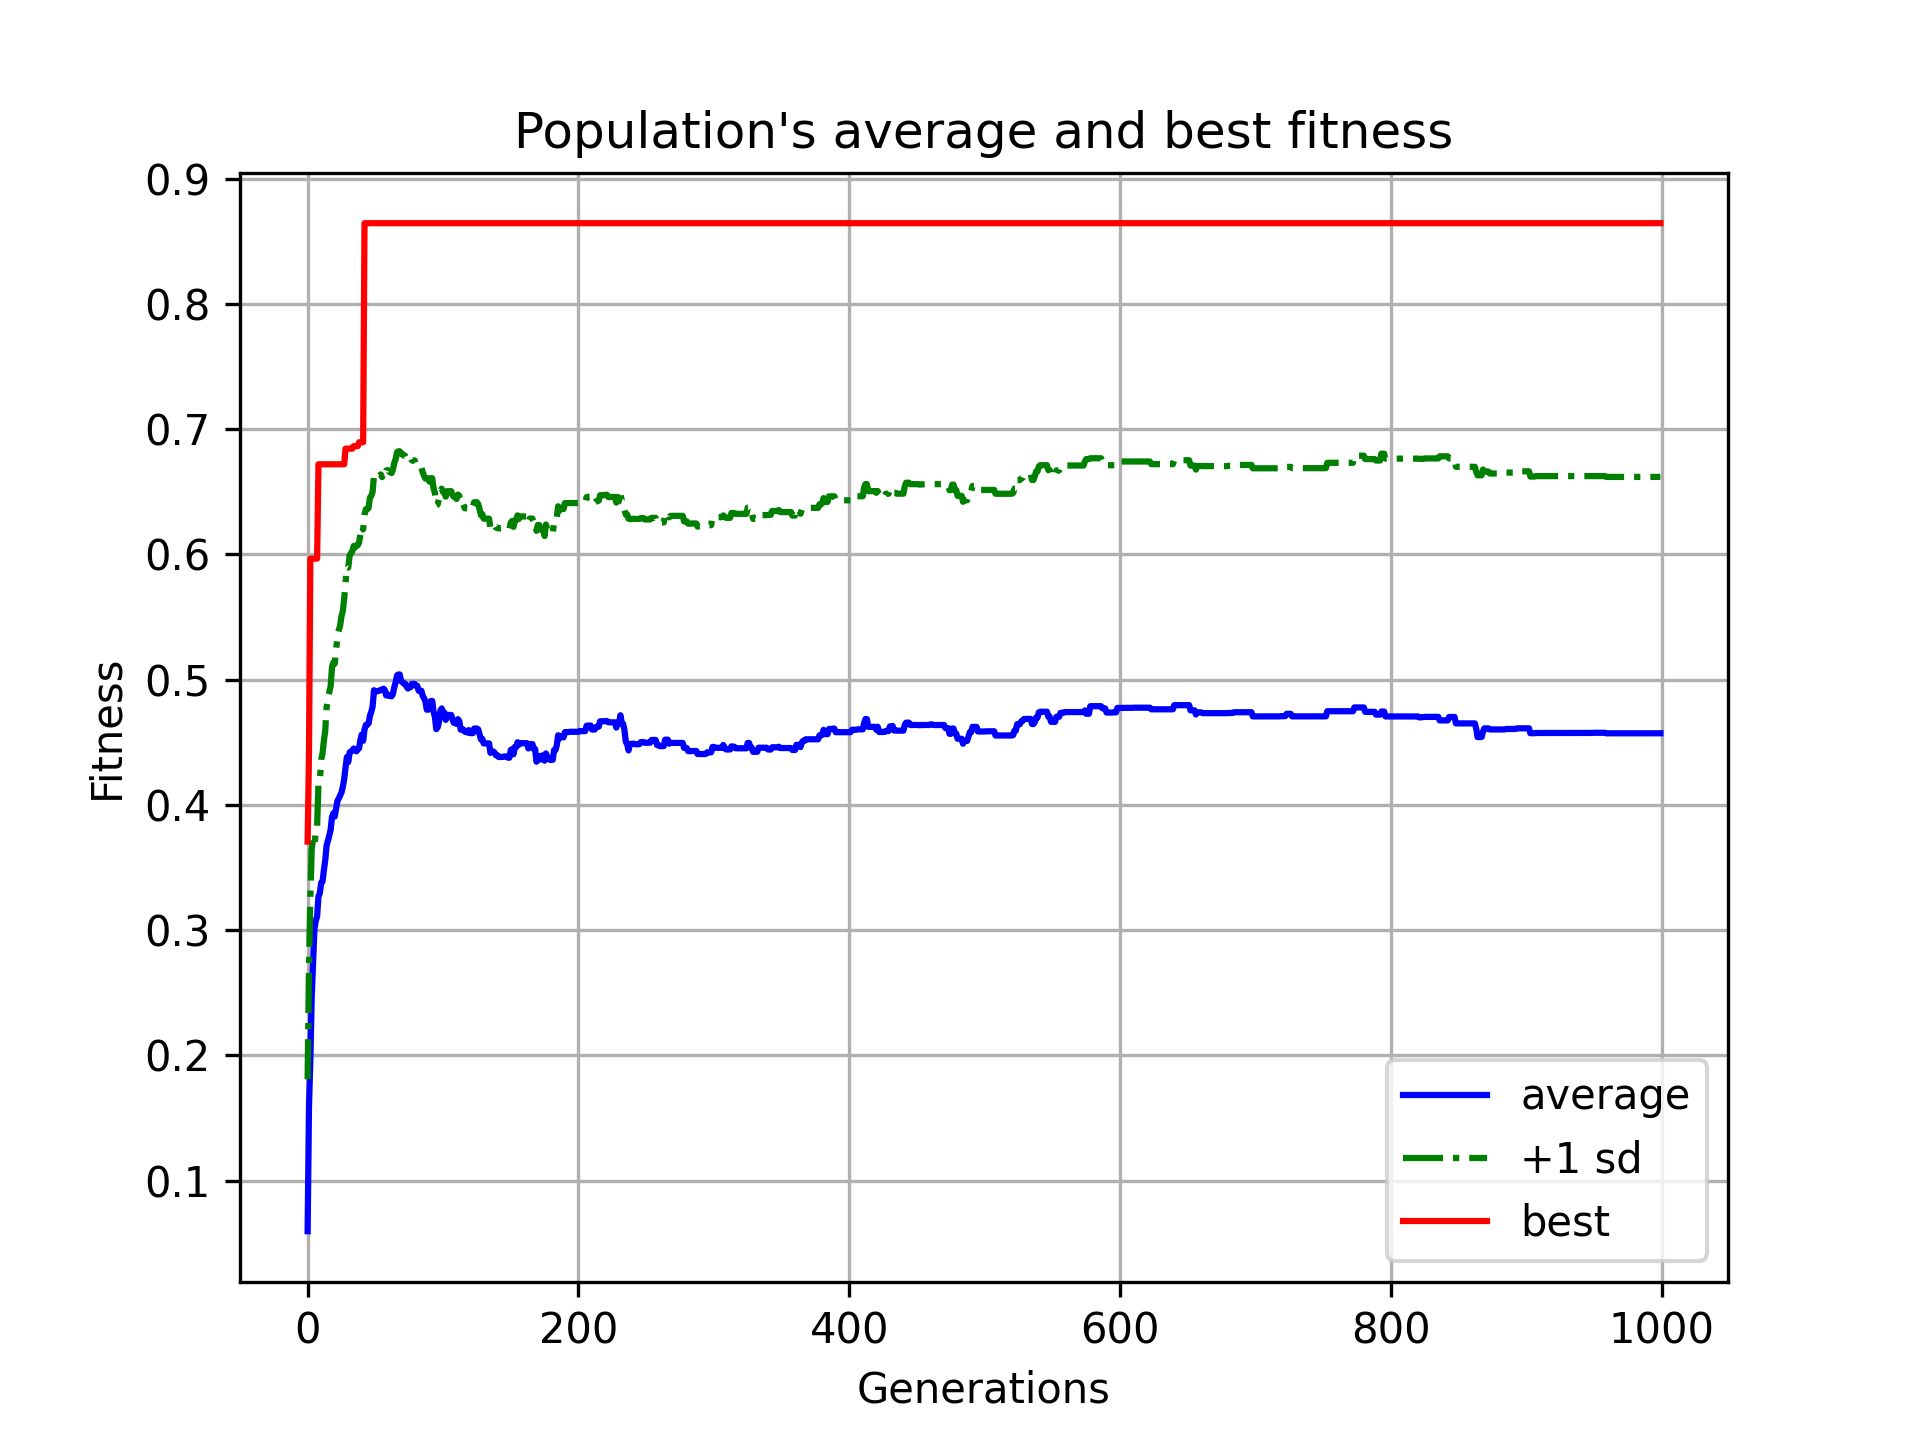 Population's average and best fitness
0.9
0.8
0.7
0.6
0.5
0.4
0.3
0.2
0.1
Fitness
average
+1 sd
best
0 200 400 600 800 1000
Generations